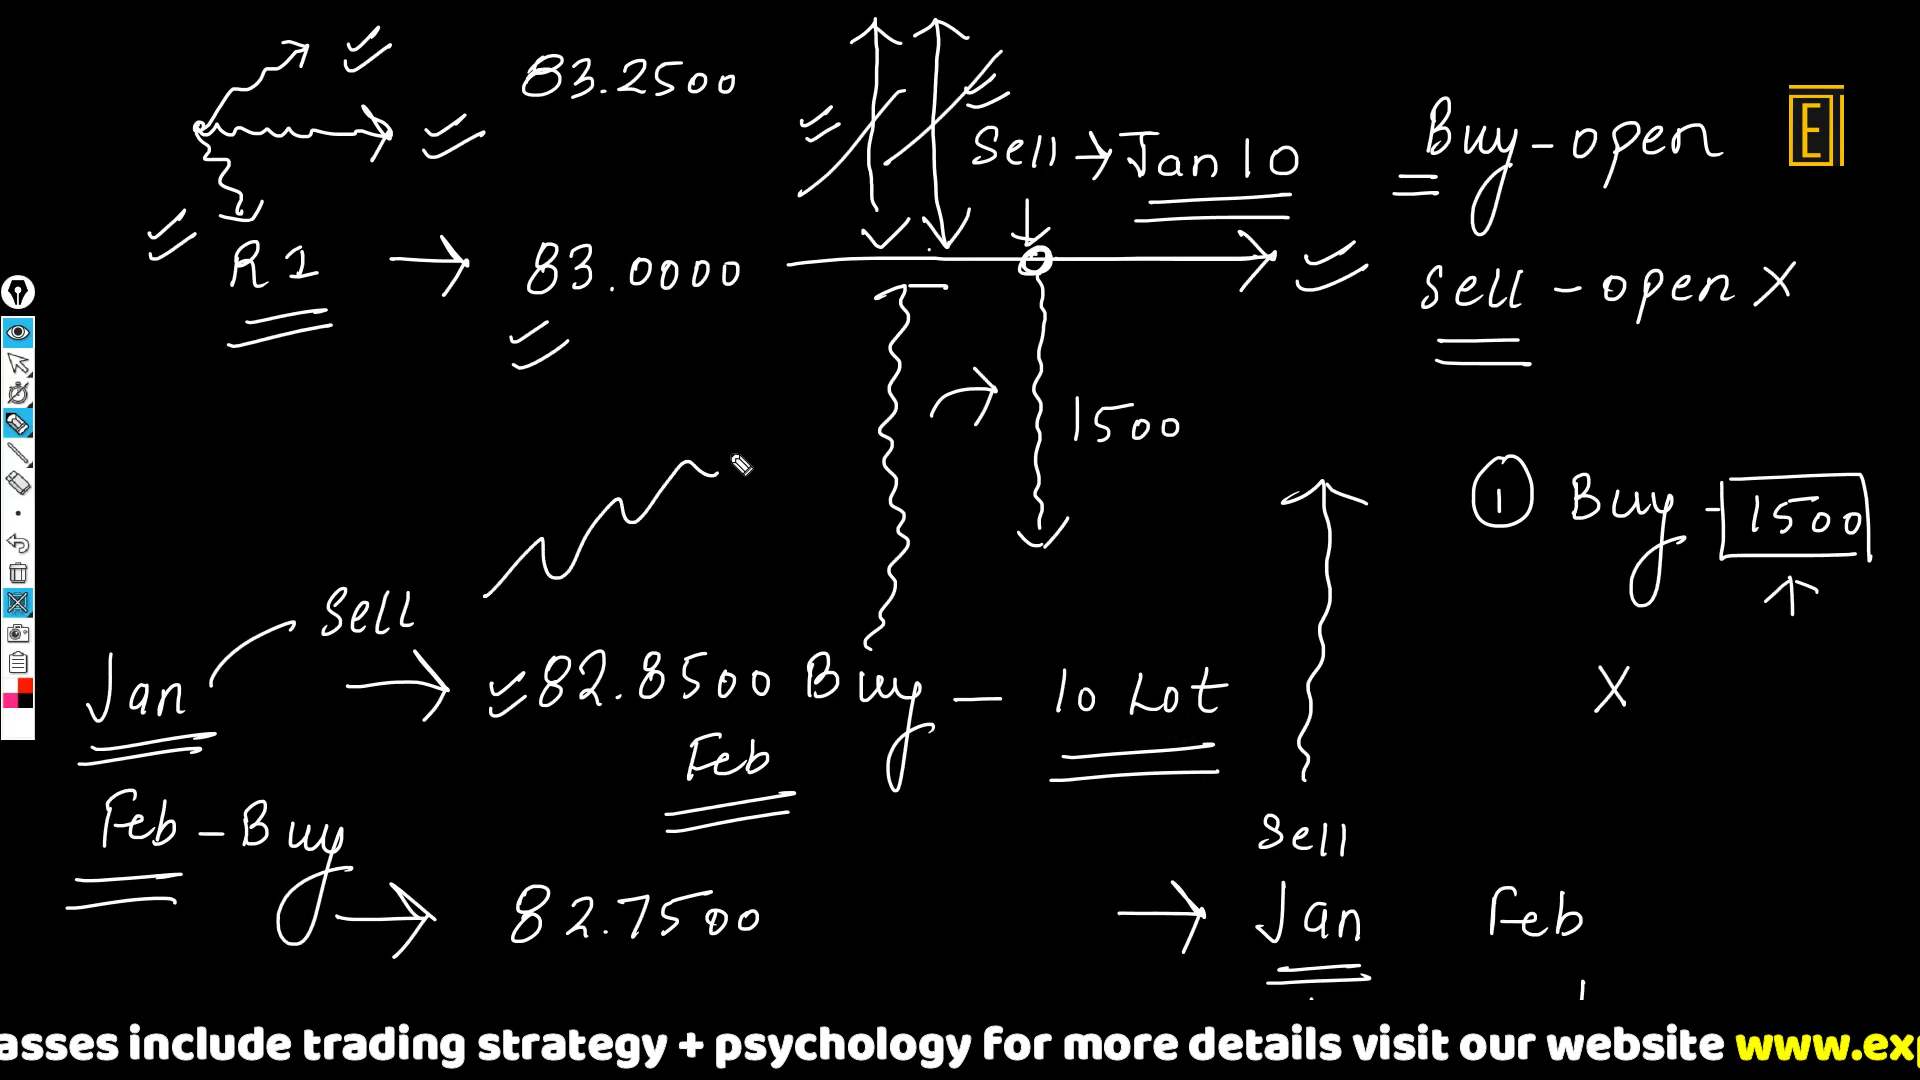 83.2500
Sell → Jan 10
Buy - open
E
R1 → 83.0000
Sell - open X
1500
① Buy - 1500
Sell
Jan → 82.8500 Buy - 10 Lot
X
Feb
Feb - Buy
Sell
→ 82.7500
→ Jan Feb
asses include trading strategy + psychology for more details visit our website www.exp